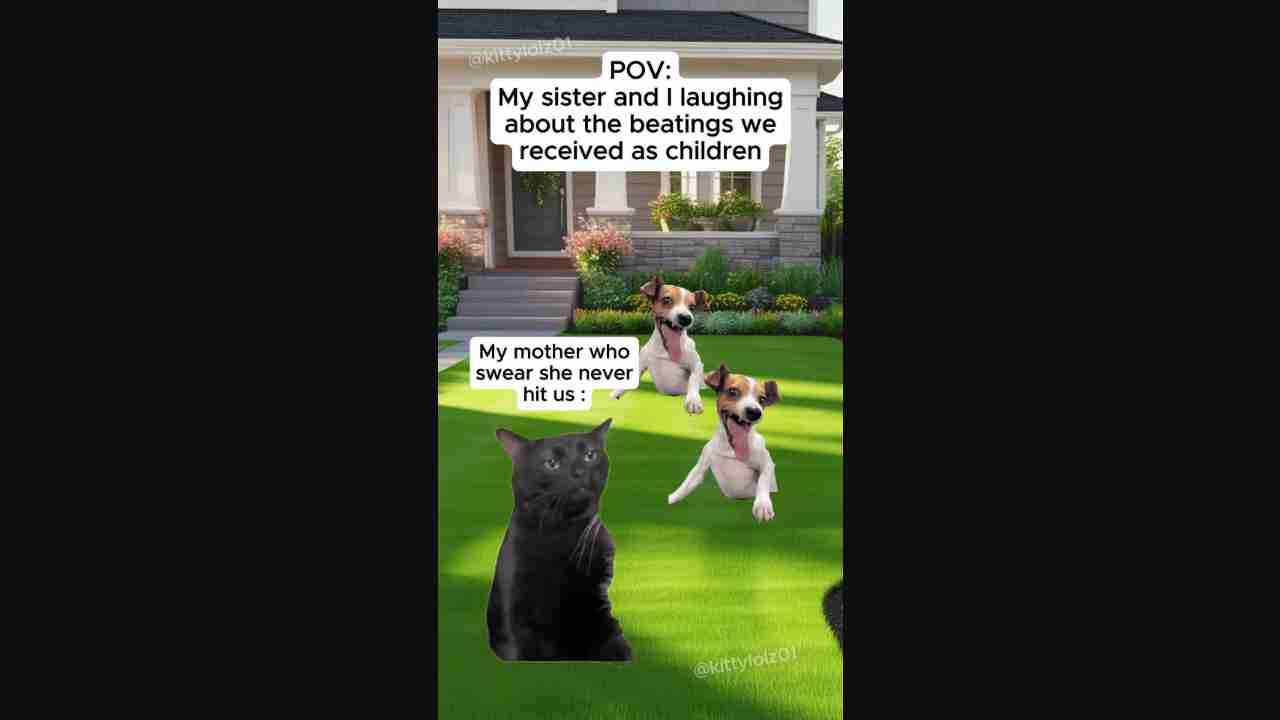 @kittylolz01
POV:
My sister and I laughing
about the beatings we
received as children
My mother who
swear she never
hit us :
@kittylolz01